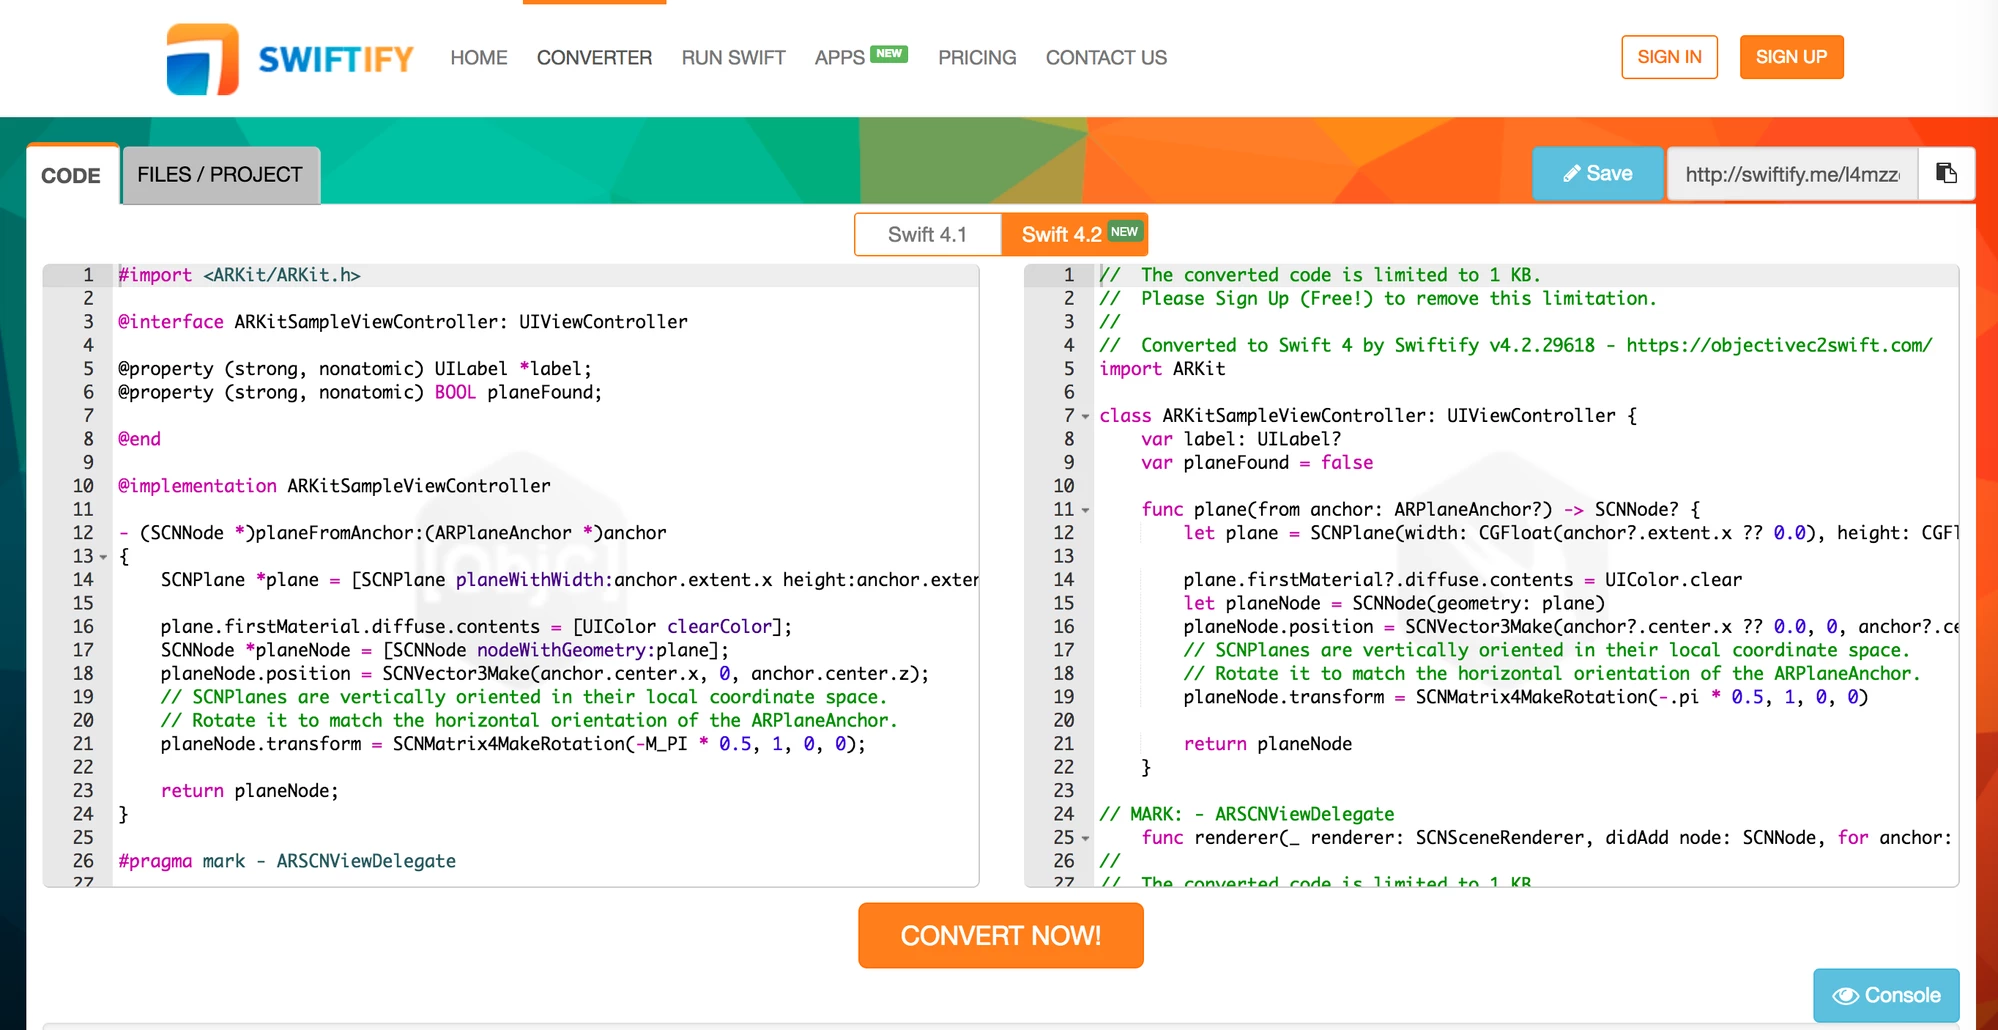 SWIFTIFY
HOME CONVERTER RUN SWIFT APPS NEW PRICING CONTACT US
SIGN IN SIGN UP
CODE FILES / PROJECT
Save http://swiftify.me/l4mzz
Swift 4.1 Swift 4.2 NEW
1 #import <ARKit/ARKit.h>
2
3 @interface ARKitSampleViewController: UIViewController
4
5 @property (strong, nonatomic) UILabel *label;
6 @property (strong, nonatomic) BOOL planeFound;
7
8 @end
9
10 @implementation ARKitSampleViewController
11
12 - (SCNNode *)planeFromAnchor:(ARPlaneAnchor *)anchor
13 {
14 SCNPlane *plane = [SCNPlane planeWithWidth:anchor.extent.x height:anchor.exter
15
16 plane.firstMaterial.diffuse.contents = [UIColor clearColor];
17 SCNNode *planeNode = [SCNNode nodeWithGeometry:plane];
18 planeNode.position = SCNVector3Make(anchor.center.x, 0, anchor.center.z);
19 // SCNPlanes are vertically oriented in their local coordinate space.
20 // Rotate it to match the horizontal orientation of the ARPlaneAnchor.
21 planeNode.transform = SCNMatrix4MakeRotation(-M_PI * 0.5, 1, 0, 0);
22
23 return planeNode;
24 }
25
26 #pragma mark - ARSCNViewDelegate
27
1 // The converted code is limited to 1 KB.
2 // Please Sign Up (Free!) to remove this limitation.
3 //
4 // Converted to Swift 4 by Swiftify v4.2.29618 - https://objectivec2swift.com/
5 import ARKit
6
7 class ARKitSampleViewController: UIViewController {
8 var label: UILabel?
9 var planeFound = false
10
11 func plane(from anchor: ARPlaneAnchor?) -> SCNNode? {
12 let plane = SCNPlane(width: CGFloat(anchor?.extent.x ?? 0.0), height: CGF
13
14 plane.firstMaterial?.diffuse.contents = UIColor.clear
15 let planeNode = SCNNode(geometry: plane)
16 planeNode.position = SCNVector3Make(anchor?.center.x ?? 0.0, 0, anchor?.ce
17 // SCNPlanes are vertically oriented in their local coordinate space.
18 // Rotate it to match the horizontal orientation of the ARPlaneAnchor.
19 planeNode.transform = SCNMatrix4MakeRotation(-.pi * 0.5, 1, 0, 0)
20
21 return planeNode
22 }
23
24 // MARK: - ARSCNViewDelegate
25 func renderer(_ renderer: SCNSceneRenderer, didAdd node: SCNNode, for anchor:
26 //
27 // The converted code is limited to 1 KB
CONVERT NOW!
Console